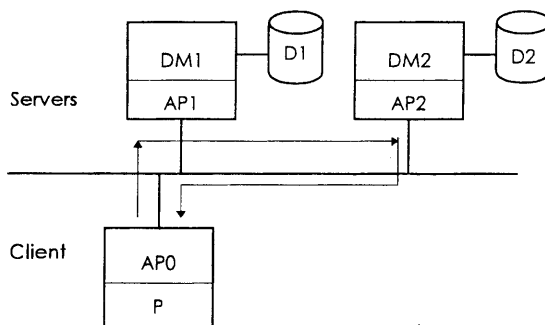 DM1
D1
DM2
D2
Servers
AP1
AP2
Client
AP0
P